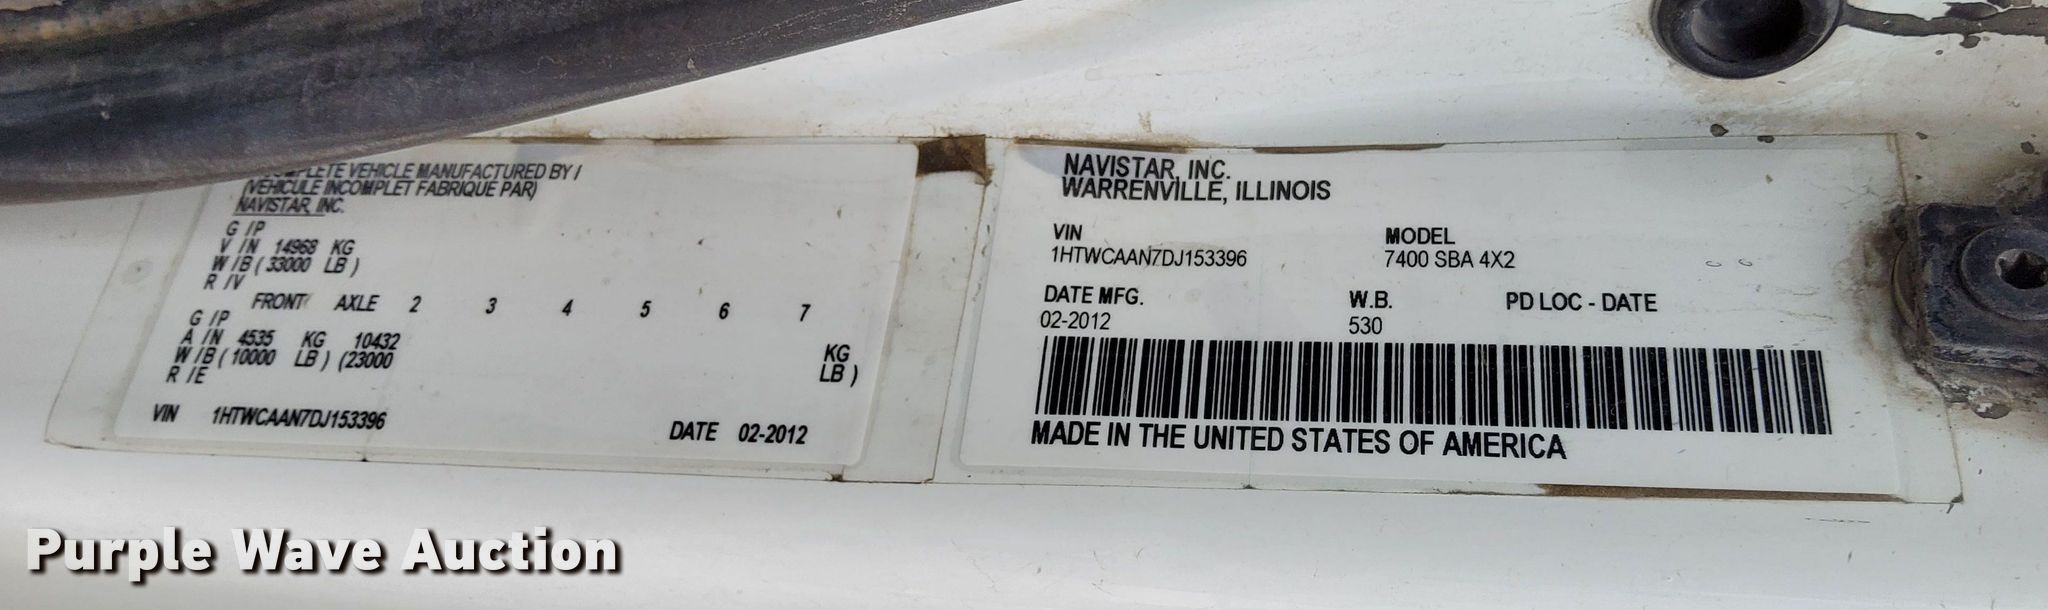 PLETE VEHICLE MANUFACTURED BY /
(VEHICULE INCOMPLET FABRIQUE PAR)
NAVISTAR, INC.
G /P
V /N 14968 KG
W /B ( 33000 LB )
R /V
FRONT AXLE 2 3 4 5 6 7
G /P
A /N 4535 KG 10432 KG
W /B ( 10000 LB ) (23000 LB )
R /E
VIN 1HTWCAAN7DJ153396 DATE 02-2012
NAVISTAR, INC.
WARRENVILLE, ILLINOIS
VIN MODEL
1HTWCAAN7DJ153396 7400 SBA 4X2
DATE MFG. W.B. PD LOC - DATE
02-2012 530
MADE IN THE UNITED STATES OF AMERICA
Purple Wave Auction